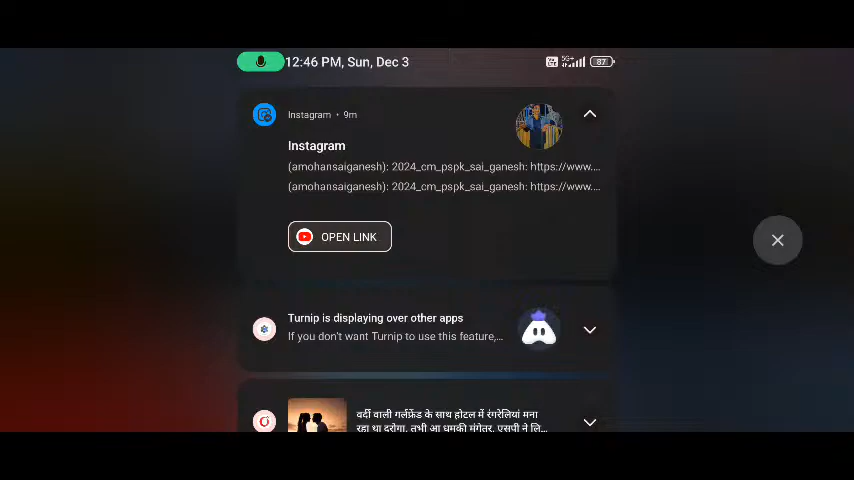 12:46 PM, Sun, Dec 3
5G+
87
Instagram • 9m
Instagram
(amohansaiganesh): 2024_cm_pspk_sai_ganesh: https://www....
(amohansaiganesh): 2024_cm_pspk_sai_ganesh: https://www....
OPEN LINK
Turnip is displaying over other apps
If you don't want Turnip to use this feature,...
वर्दी वाली गर्लफ्रेंड के साथ होटल में रंगरेलियां मना
रहा था दरोगा, तभी आ धमकी मंगेतर, एसपी ने लि...